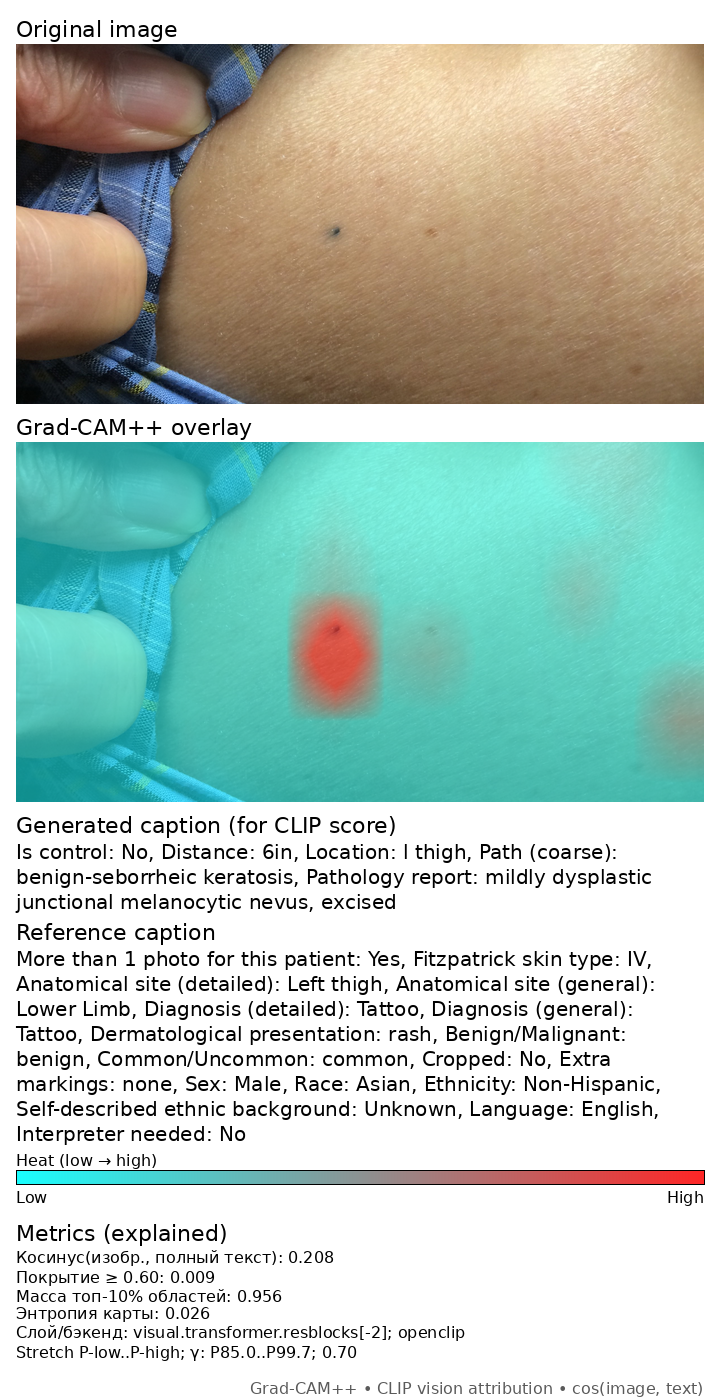 Original image
Grad-CAM++ overlay
Generated caption (for CLIP score)
Is control: No, Distance: 6in, Location: l thigh, Path (coarse):
benign-seborrheic keratosis, Pathology report: mildly dysplastic
junctional melanocytic nevus, excised
Reference caption
More than 1 photo for this patient: Yes, Fitzpatrick skin type: IV,
Anatomical site (detailed): Left thigh, Anatomical site (general):
Lower Limb, Diagnosis (detailed): Tattoo, Diagnosis (general):
Tattoo, Dermatological presentation: rash, Benign/Malignant:
benign, Common/Uncommon: common, Cropped: No, Extra
markings: none, Sex: Male, Race: Asian, Ethnicity: Non-Hispanic,
Self-described ethnic background: Unknown, Language: English,
Interpreter needed: No
Heat (low → high)
Low High
Metrics (explained)
Косинус(изобр., полный текст): 0.208
Покрытие ≥ 0.60: 0.009
Масса топ-10% областей: 0.956
Энтропия карты: 0.026
Слой/бэкенд: visual.transformer.resblocks[-2]; openclip
Stretch P-low..P-high; γ: P85.0..P99.7; 0.70
Grad-CAM++ • CLIP vision attribution • cos(image, text)